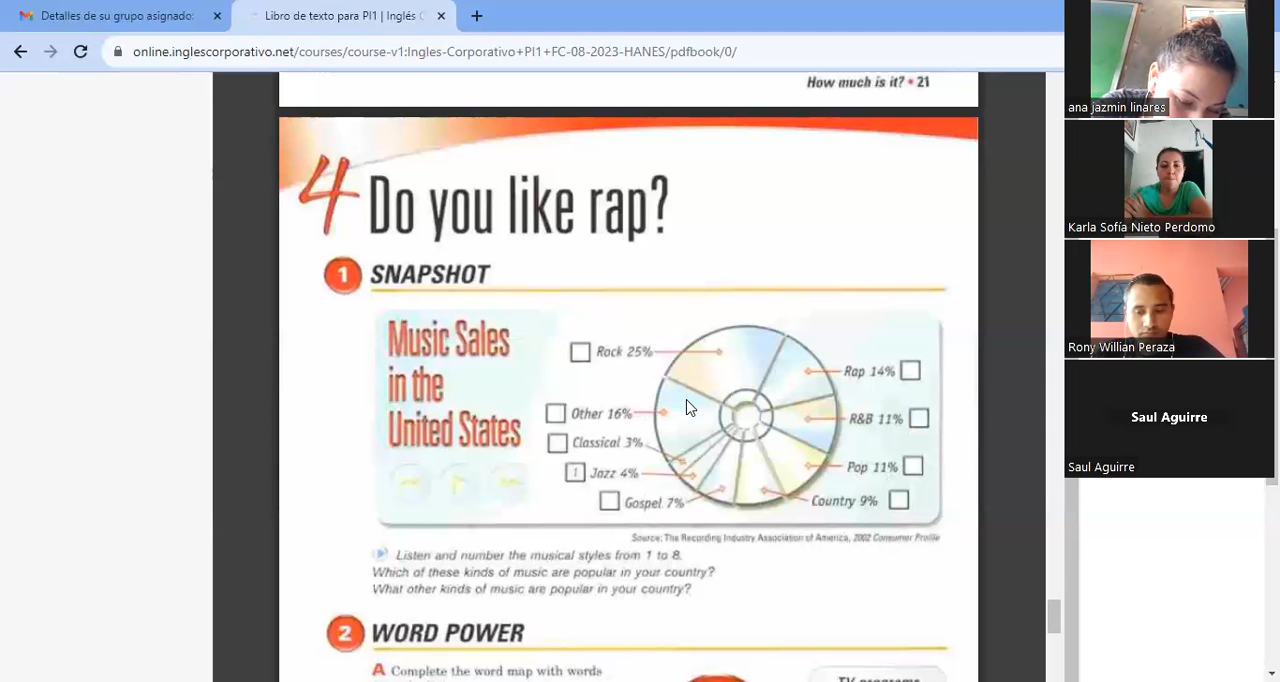 Detalles de su grupo asignado:
Libro de texto para PI1 | Inglés C
online.inglescorporativo.net/courses/course-v1:Ingles-Corporativo+PI1+FC-08-2023-HANES/pdfbook/0/
How much is it? • 21
4 Do you like rap?
1 SNAPSHOT
Music Sales
in the
United States
Rock 25%
Other 16%
Classical 3%
1 Jazz 4%
Gospel 7%
Rap 14%
R&B 11%
Pop 11%
Country 9%
Source: The Recording Industry Association of America, 2002 Consumer Profile
Listen and number the musical styles from 1 to 8.
Which of these kinds of music are popular in your country?
What other kinds of music are popular in your country?
2 WORD POWER
A Complete the word map with words
TV programs
ana jazmin linares
Karla Sofía Nieto Perdomo
Rony Willian Peraza
Saul Aguirre
Saul Aguirre